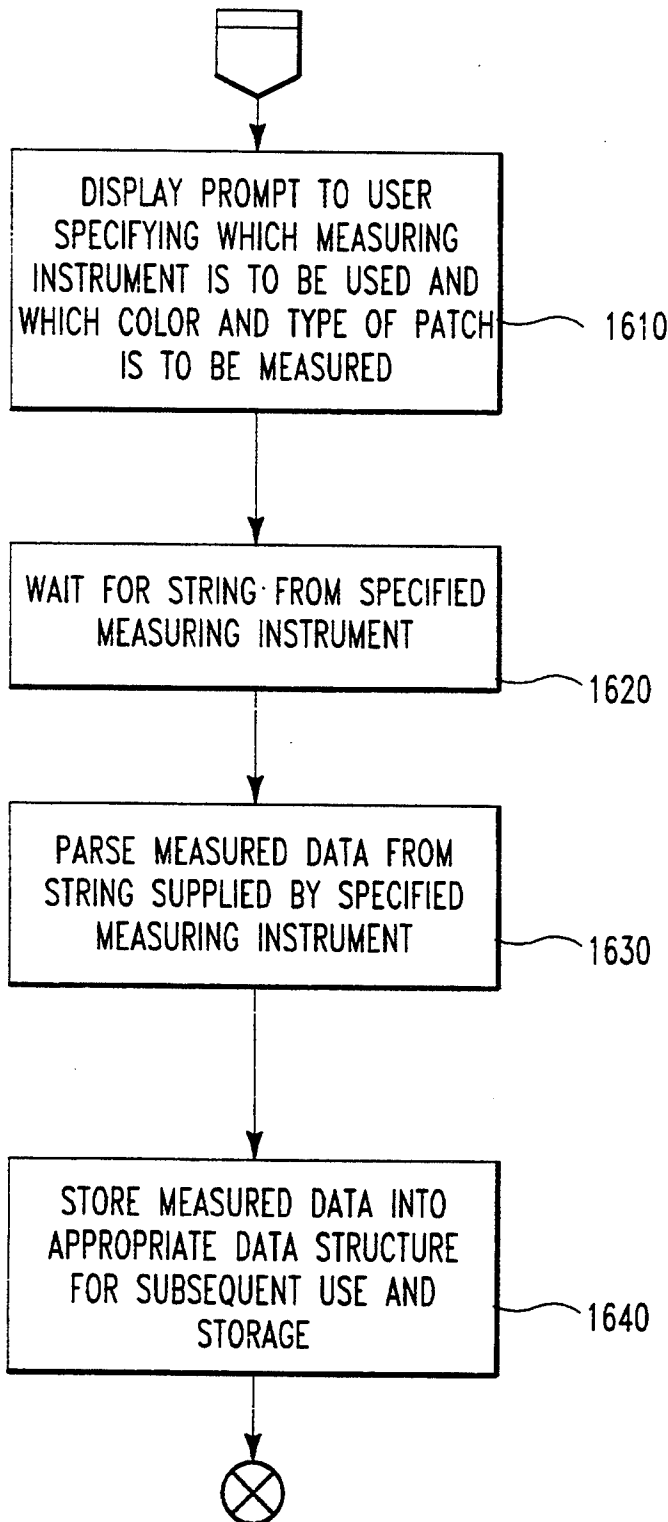 DISPLAY PROMPT TO USER
SPECIFYING WHICH MEASURING
INSTRUMENT IS TO BE USED AND
WHICH COLOR AND TYPE OF PATCH
IS TO BE MEASURED
1610
WAIT FOR STRING FROM SPECIFIED
MEASURING INSTRUMENT
1620
PARSE MEASURED DATA FROM
STRING SUPPLIED BY SPECIFIED
MEASURING INSTRUMENT
1630
STORE MEASURED DATA INTO
APPROPRIATE DATA STRUCTURE
FOR SUBSEQUENT USE AND
STORAGE
1640